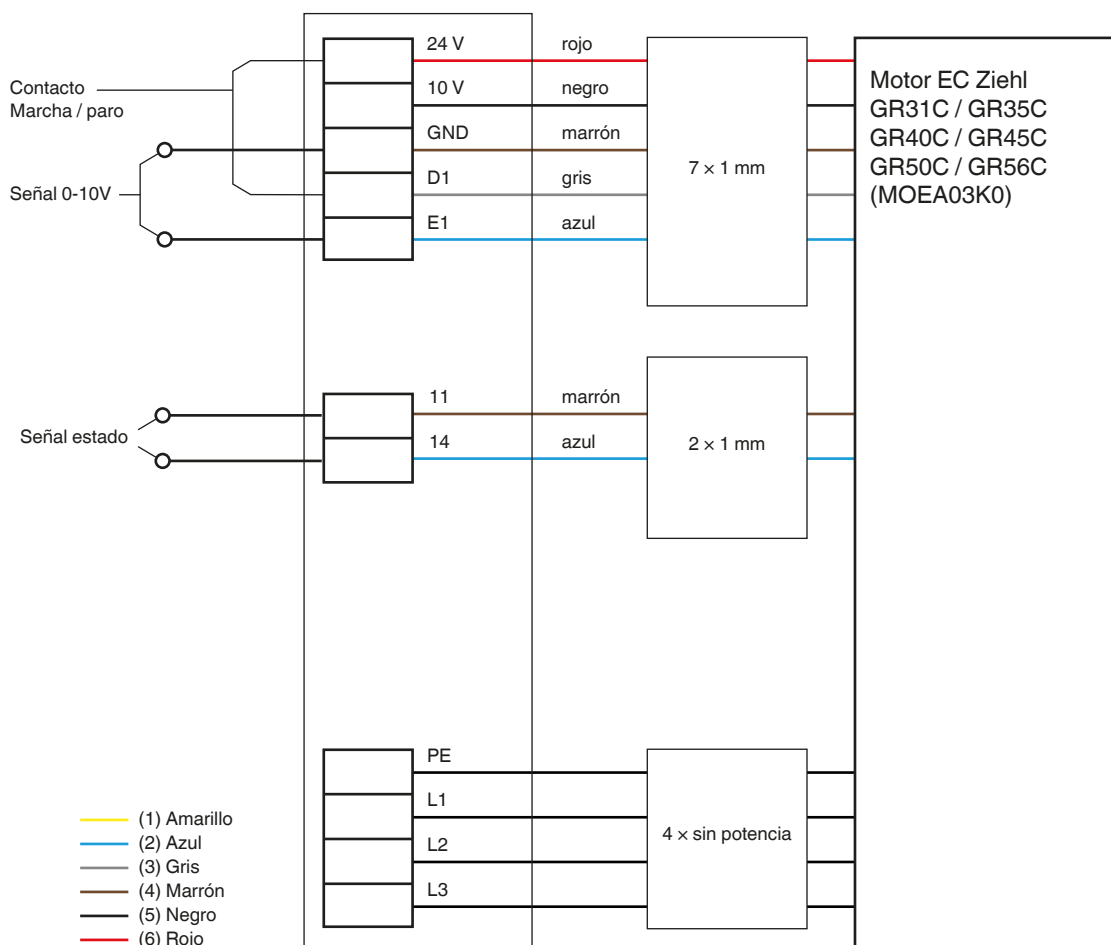 24 V
rojo
10 V
negro
Contacto
Marcha / paro
GND
marrón
D1
gris
Señal 0-10V
E1
azul
7 × 1 mm
Motor EC Ziehl
GR31C / GR35C
GR40C / GR45C
GR50C / GR56C
(MOEA03K0)
11
marrón
Señal estado
14
azul
2 × 1 mm
PE
L1
L2
L3
4 × sin potencia
(1) Amarillo
(2) Azul
(3) Gris
(4) Marrón
(5) Negro
(6) Rojo